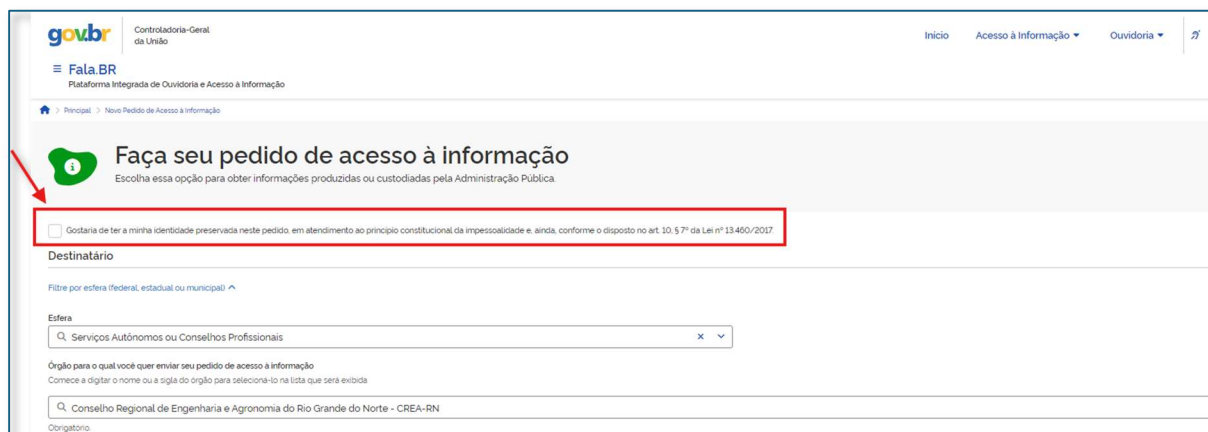 gov.br
Controladoria-Geral
da União
Início Acesso à Informação Ouvidoria
Fala.BR
Plataforma Integrada de Ouvidoria e Acesso à Informação
Principal > Novo Pedido de Acesso à Informação
Faça seu pedido de acesso à informação
Escolha essa opção para obter informações produzidas ou custodiadas pela Administração Pública.
Gostaria de ter a minha identidade preservada neste pedido, em atendimento ao princípio constitucional da impessoalidade e, ainda, conforme o disposto no art. 10, § 7º da Lei nº 13.460/2017.
Destinatário
Filtre por esfera (federal, estadual ou municipal)
Esfera
Serviços Autônomos ou Conselhos Profissionais
Órgão para o qual você quer enviar seu pedido de acesso à informação
Comece a digitar o nome ou a sigla do órgão para selecioná-lo na lista que será exibida
Conselho Regional de Engenharia e Agronomia do Rio Grande do Norte - CREA-RN
Obrigatório.